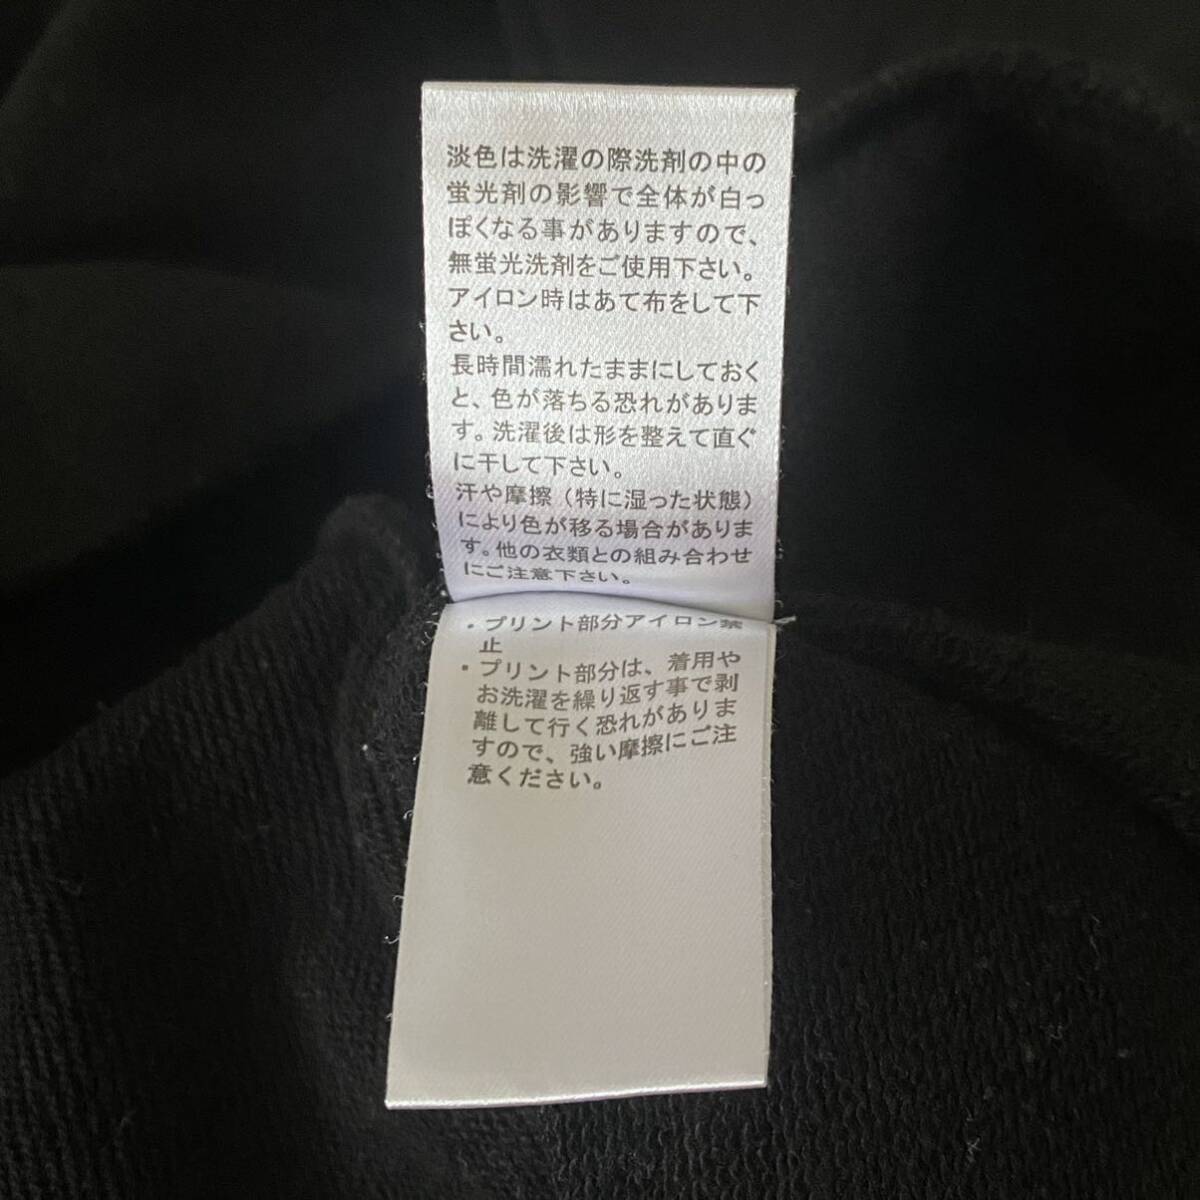 淡色は洗濯の際洗剤の中の
蛍光剤の影響で全体が白っ
ぽくなる事がありますので、
無蛍光洗剤をご使用下さい。
アイロン時はあて布をして下
さい。
長時間濡れたままにしておく
と、色が落ちる恐れがありま
す。洗濯後は形を整えて直ぐ
に干して下さい。
汗や摩擦（特に湿った状態）
により色が移る場合がありま
す。他の衣類との組み合わせ
にご注意下さい。
・プリント部分アイロン禁
止
・プリント部分は、着用や
お洗濯を繰り返す事で剥
離して行く恐れがありま
すので、強い摩擦にご注
意ください。